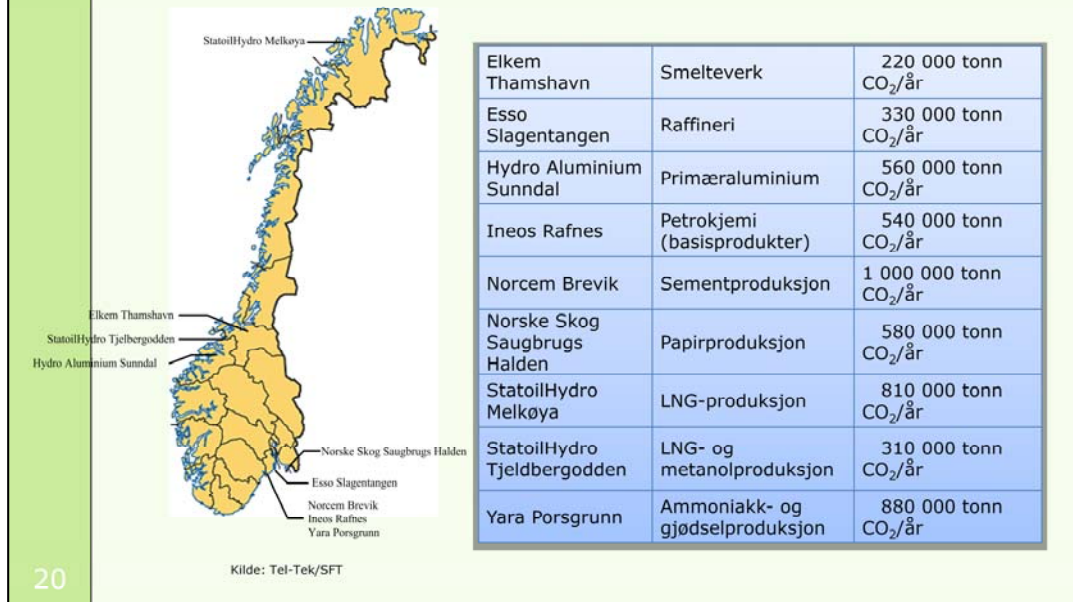 StatoilHydro Melkøya
Elkem Thamshavn
StatoilHydro Tjelbergodden
Hydro Aluminium Sunndal
Norske Skog Saugbrugs Halden
Esso Slagentangen
Norcem Brevik
Ineos Rafnes
Yara Porsgrunn
Elkem
Thamshavn
Smelteverk
220 000 tonn
CO₂/år
Esso
Slagentangen
Raffineri
330 000 tonn
CO₂/år
Hydro Aluminium
Sunndal
Primæraluminium
560 000 tonn
CO₂/år
Ineos Rafnes
Petrokjemi
(basisprodukter)
540 000 tonn
CO₂/år
Norcem Brevik
Sementproduksjon
1 000 000 tonn
CO₂/år
Norske Skog
Saugbrugs
Halden
Papirproduksjon
580 000 tonn
CO₂/år
StatoilHydro
Melkøya
LNG-produksjon
810 000 tonn
CO₂/år
StatoilHydro
Tjeldbergodden
LNG- og
metanolproduksjon
310 000 tonn
CO₂/år
Yara Porsgrunn
Ammoniakk- og
gjødselproduksjon
880 000 tonn
CO₂/år
Kilde: Tel-Tek/SFT
20